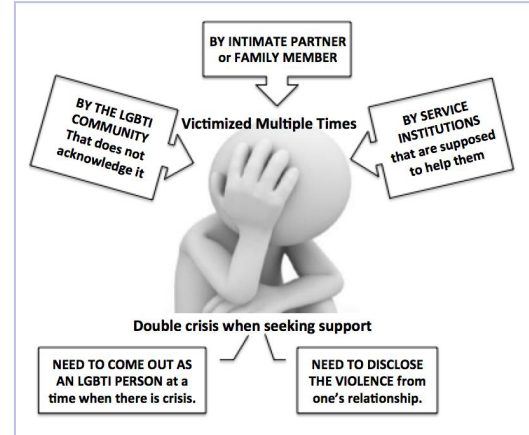 BY INTIMATE PARTNER
or FAMILY MEMBER
BY THE LGBTI
COMMUNITY
That does not
acknowledge it
Victimized Multiple Times
BY SERVICE
INSTITUTIONS
that are supposed
to help them
Double crisis when seeking support
NEED TO COME OUT AS
AN LGBTI PERSON at a
time when there is crisis.
NEED TO DISCLOSE
THE VIOLENCE from
one's relationship.